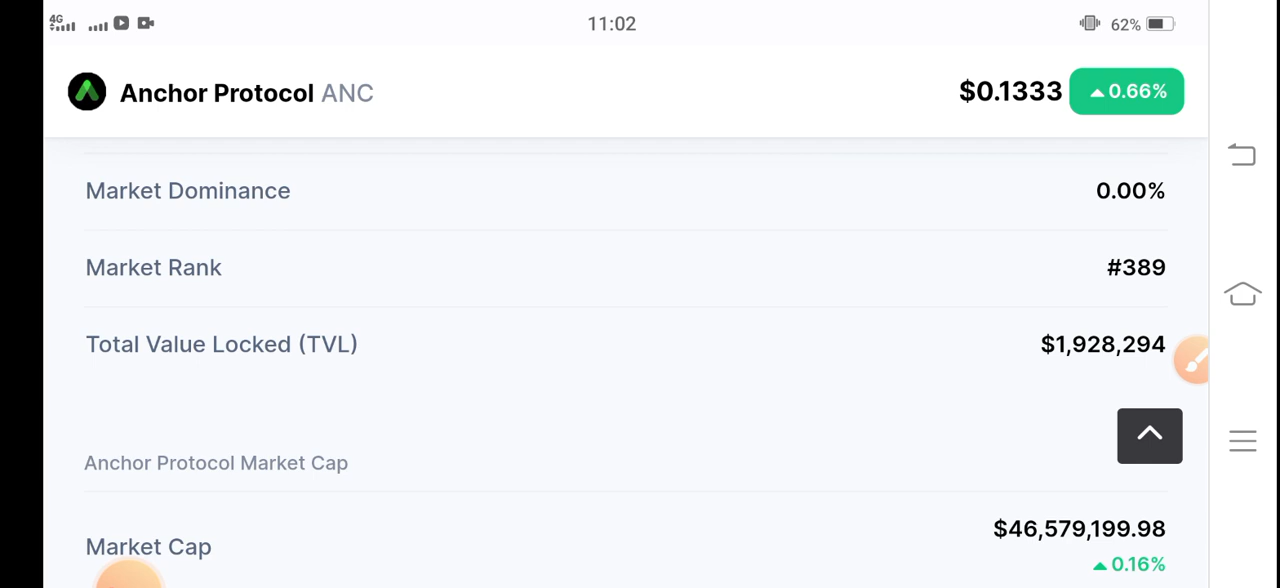 4G 11:02 62%
Anchor Protocol ANC $0.1333 0.66%
Market Dominance 0.00%
Market Rank #389
Total Value Locked (TVL) $1,928,294
Anchor Protocol Market Cap
Market Cap $46,579,199.98
0.16%